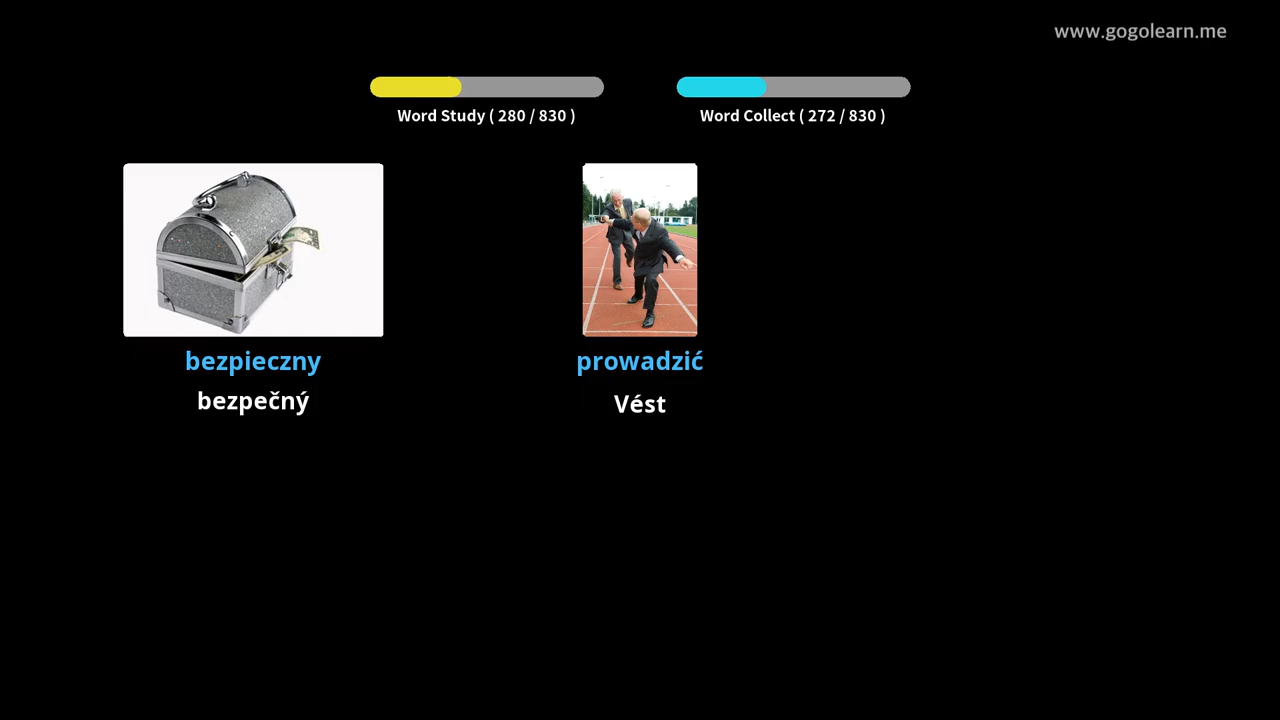 www.gogolearn.me
Word Study ( 280 / 830 )
Word Collect ( 272 / 830 )
bezpieczny
bezpečný
prowadzić
Vést